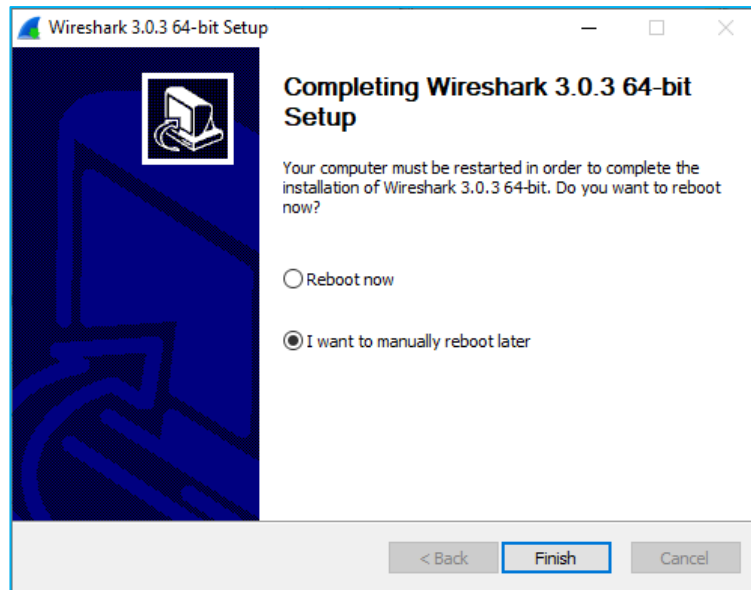 Wireshark 3.0.3 64-bit Setup
Completing Wireshark 3.0.3 64-bit
Setup
Your computer must be restarted in order to complete the
installation of Wireshark 3.0.3 64-bit. Do you want to reboot
now?
Reboot now
I want to manually reboot later
< Back Finish Cancel